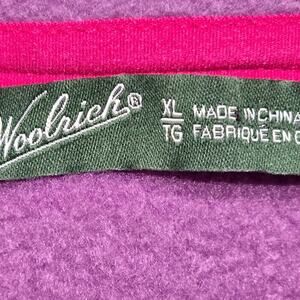 Woolrich®
XL
TG
MADE IN CHINA
FABRIQUÉ EN C